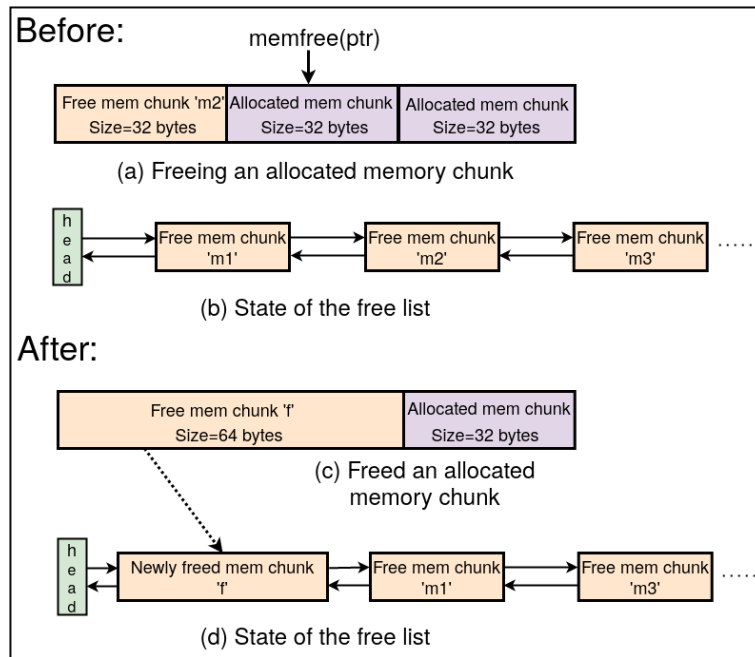 Before:
memfree(ptr)
Free mem chunk 'm2'
Size=32 bytes
Allocated mem chunk
Size=32 bytes
Allocated mem chunk
Size=32 bytes
(a) Freeing an allocated memory chunk
head
Free mem chunk
'm1'
Free mem chunk
'm2'
Free mem chunk
'm3'
.....
(b) State of the free list
After:
Free mem chunk 'f'
Size=64 bytes
Allocated mem chunk
Size=32 bytes
(c) Freed an allocated
memory chunk
head
Newly freed mem chunk
'f'
Free mem chunk
'm1'
Free mem chunk
'm3'
.....
(d) State of the free list